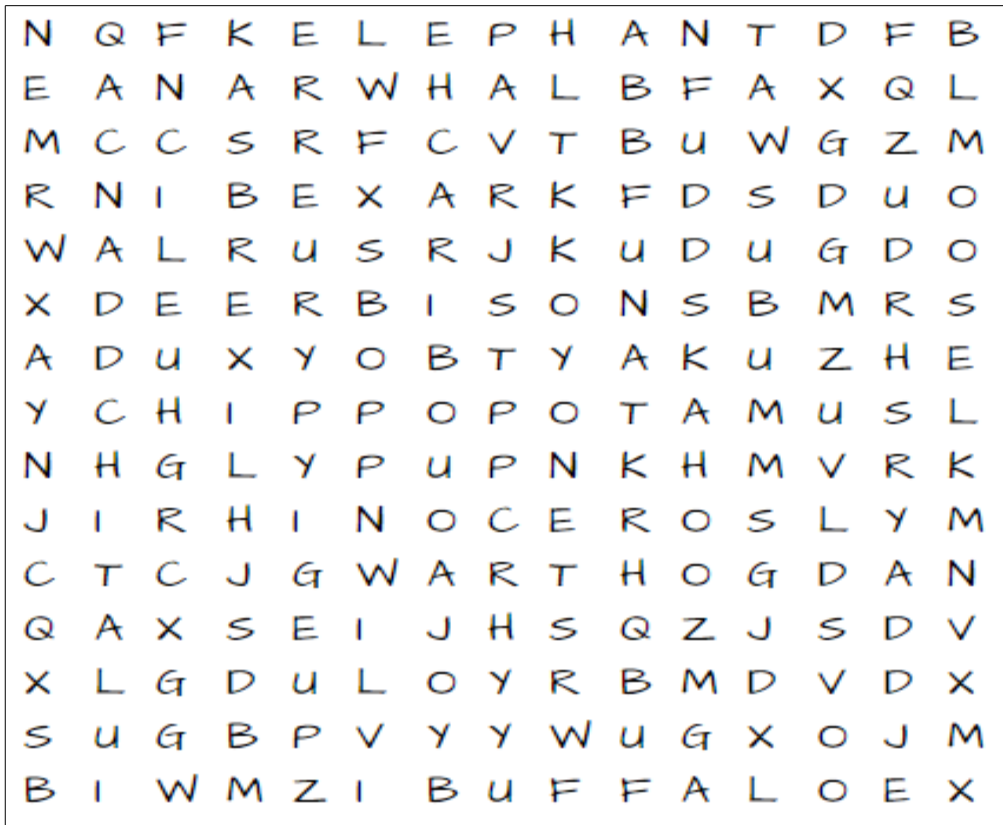 N Q F K E L E P H A N T D F B
E A N A R W H A L B F A X Q L
M C C S R F C V T B U W G Z M
R N I B E X A R K F D S D U O
W A L R U S R J K U D U G D O
X D E E R B I S O N S B M R S
A D U X Y O B T Y A K U Z H E
Y C H I P P O P O T A M U S L
N H G L Y P U P N K H M V R K
J I R H I N O C E R O S L Y M
C T C J G W A R T H O G D A N
Q A X S E I J H S Q Z J S D V
X L G D U L O Y R B M D V D X
S U G B P V Y Y W U G X O J M
B I W M Z I B U F F A L O E X